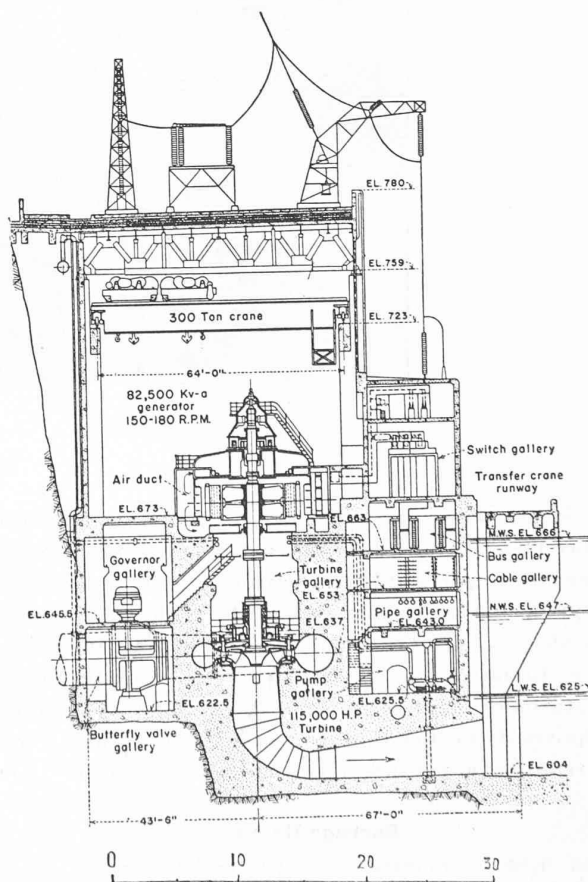 EL. 780
EL. 759
300 Ton crane
EL. 723
64'-0"
82,500 Kv-a
generator
150-180 R.P.M.
Switch gallery
Transfer crane
runway
Air duct
EL. 673
EL. 663
M.W.S. EL. 666
Governor
gallery
Turbine
gallery
Bus gallery
Cable gallery
EL. 653
Pipe gallery
N.W.S. EL. 647
EL. 645.5
EL. 643.0
EL. 637
Pump
gallery
L.W.S. EL. 625
EL. 622.5
EL. 625.5
115,000 H.P.
Turbine
Butterfly valve
gallery
EL. 604
43'-6"
67'-0"
0 10 20 30